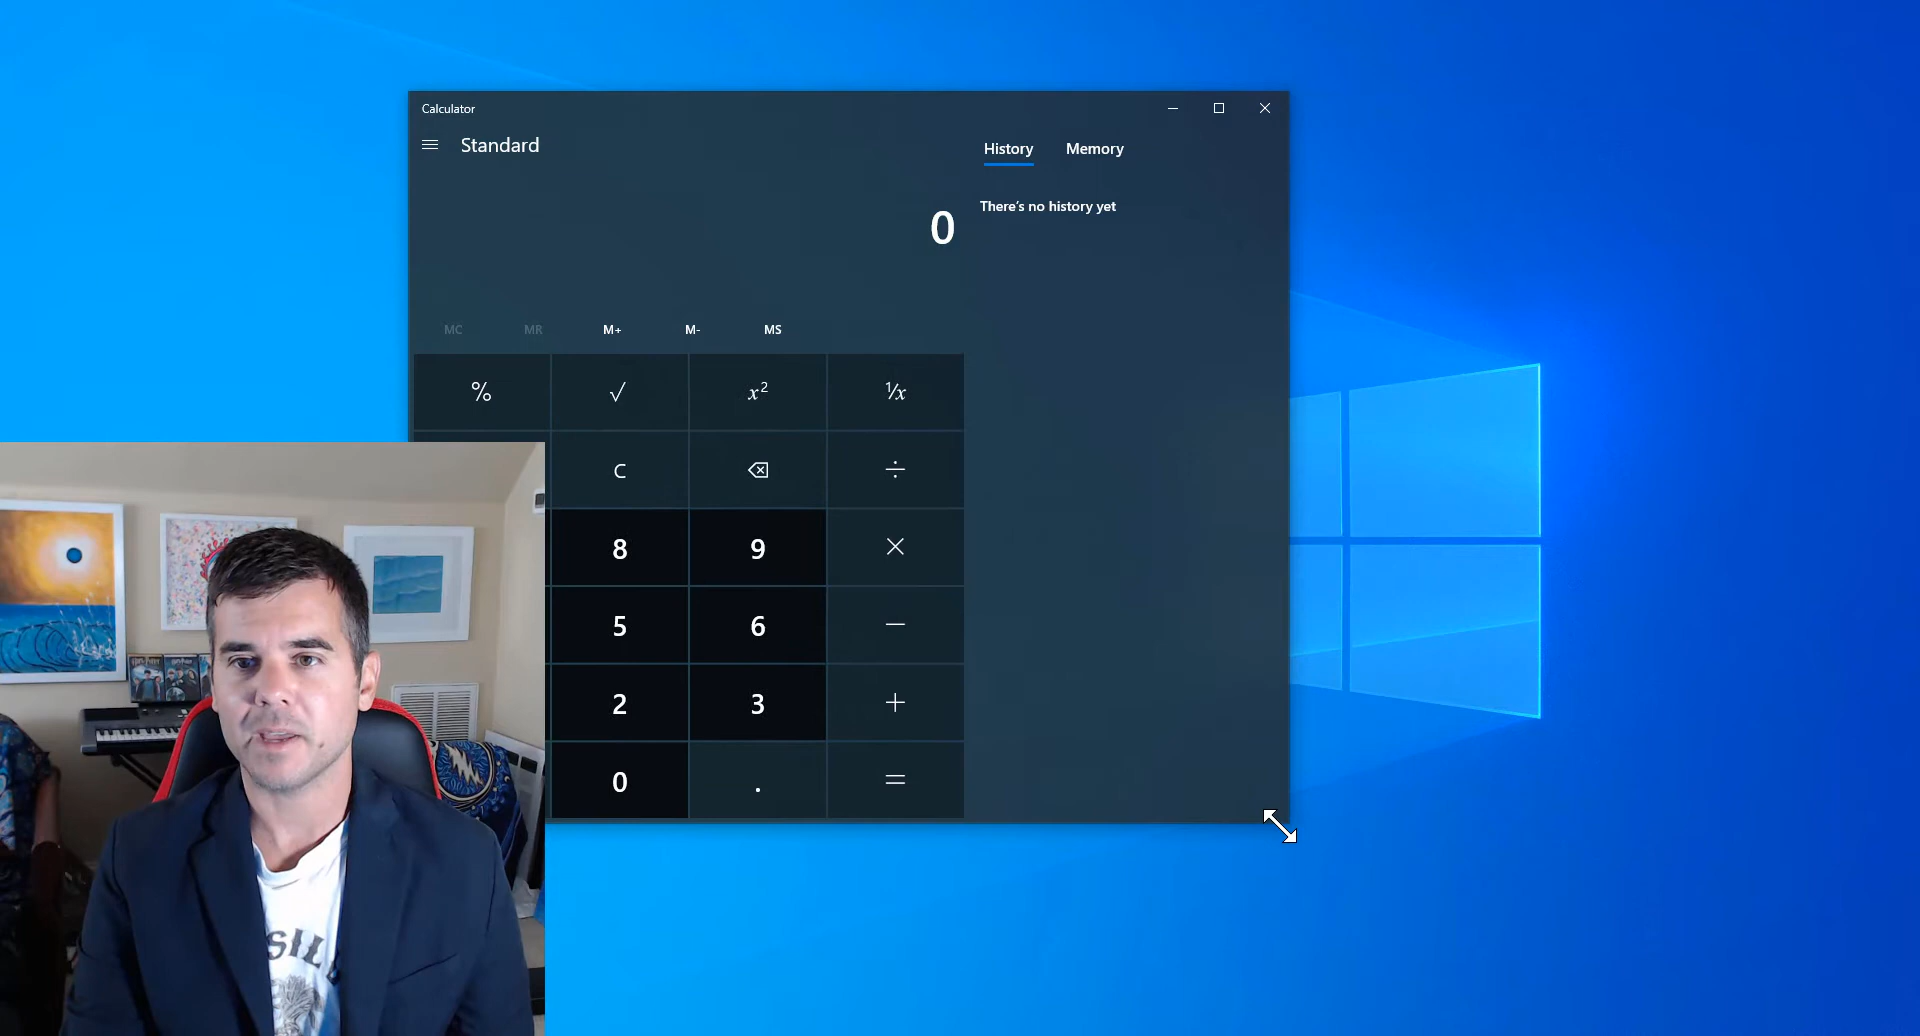 Calculator
Standard
History Memory
There's no history yet
0
MC MR M+ M- MS
% √ x² ¹/x
C ÷
8 9 ×
5 6 −
2 3 +
0 . =
SIL